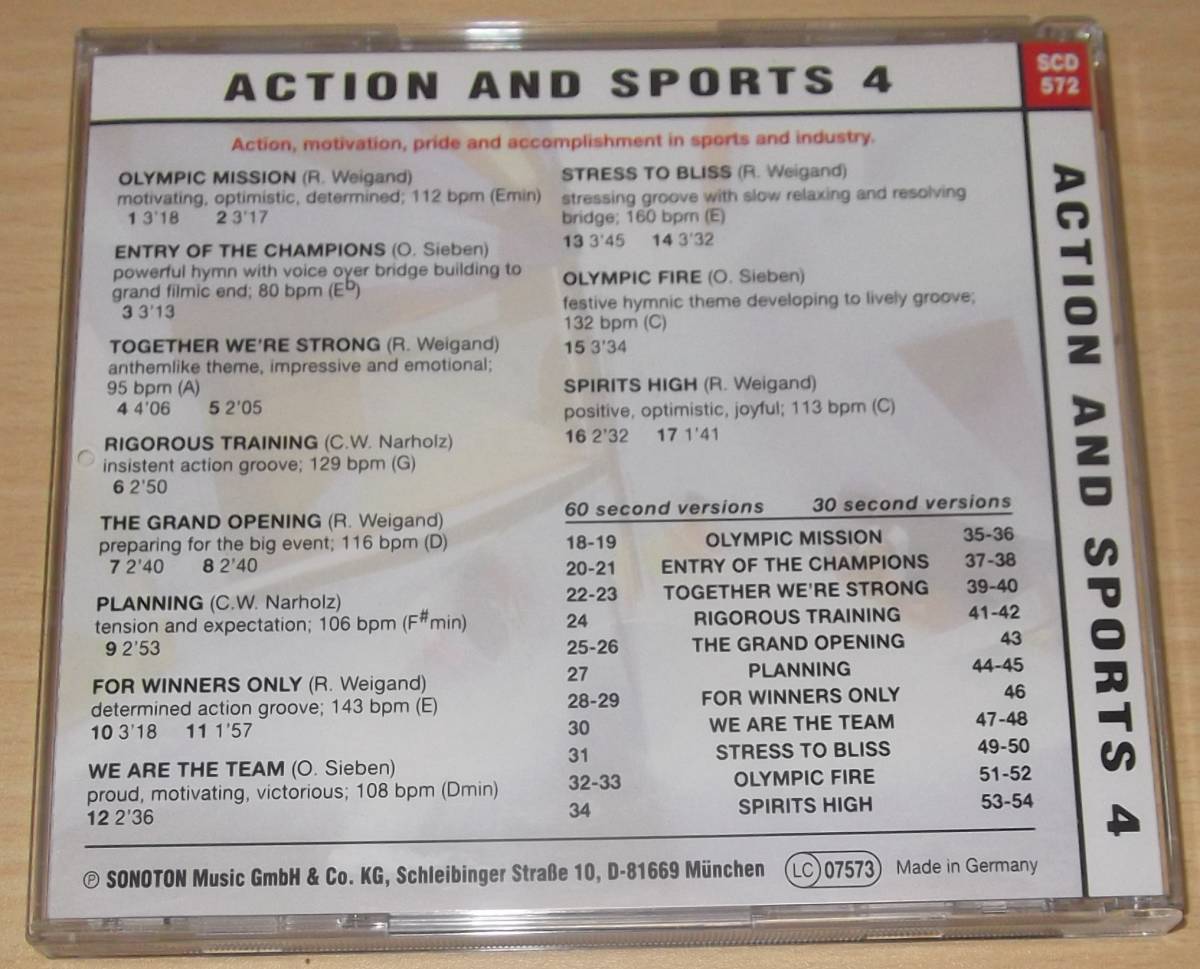 ACTION AND SPORTS 4
SCD
572
Action, motivation, pride and accomplishment in sports and industry.
OLYMPIC MISSION (R. Weigand)
motivating, optimistic, determined; 112 bpm (Emin)
1 3'18 2 3'17
ENTRY OF THE CHAMPIONS (O. Sieben)
powerful hymn with voice over bridge building to
grand filmic end; 80 bpm (Eb)
3 3'13
TOGETHER WE'RE STRONG (R. Weigand)
anthemlike theme, impressive and emotional;
95 bpm (A)
4 4'06 5 2'05
RIGOROUS TRAINING (C.W. Narholz)
insistent action groove; 129 bpm (G)
6 2'50
THE GRAND OPENING (R. Weigand)
preparing for the big event; 116 bpm (D)
7 2'40 8 2'40
PLANNING (C.W. Narholz)
tension and expectation; 106 bpm (F#min)
9 2'53
FOR WINNERS ONLY (R. Weigand)
determined action groove; 143 bpm (E)
10 3'18 11 1'57
WE ARE THE TEAM (O. Sieben)
proud, motivating, victorious; 108 bpm (Dmin)
12 2'36
STRESS TO BLISS (R. Weigand)
stressing groove with slow relaxing and resolving
bridge; 160 bpm (E)
13 3'45 14 3'32
OLYMPIC FIRE (O. Sieben)
festive hymnic theme developing to lively groove;
132 bpm (C)
15 3'34
SPIRITS HIGH (R. Weigand)
positive, optimistic, joyful; 113 bpm (C)
16 2'32 17 1'41
60 second versions 30 second versions
18-19 OLYMPIC MISSION 35-36
20-21 ENTRY OF THE CHAMPIONS 37-38
22-23 TOGETHER WE'RE STRONG 39-40
24 RIGOROUS TRAINING 41-42
25-26 THE GRAND OPENING 43
27 PLANNING 44-45
28-29 FOR WINNERS ONLY 46
30 WE ARE THE TEAM 47-48
31 STRESS TO BLISS 49-50
32-33 OLYMPIC FIRE 51-52
34 SPIRITS HIGH 53-54
℗ SONOTON Music GmbH & Co. KG, Schleibinger Straße 10, D-81669 München LC 07573 Made in Germany
ACTION AND SPORTS 4